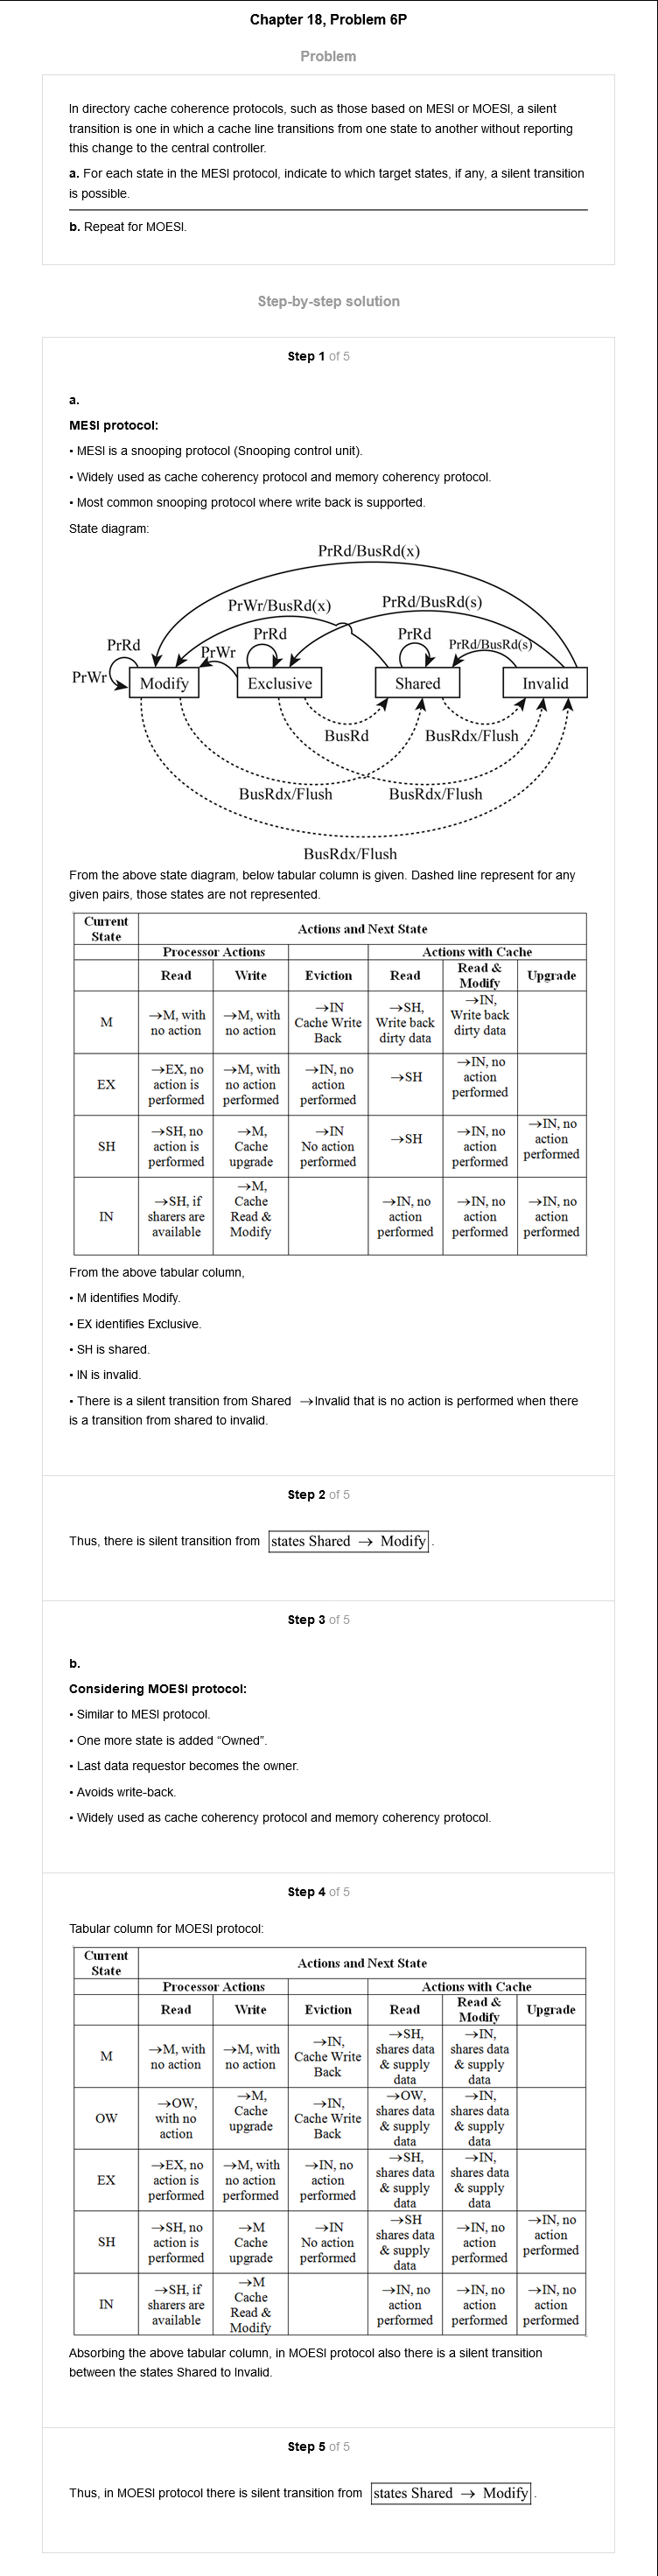 Chapter 18, Problem 6P
Problem
In directory cache coherence protocols, such as those based on MESI or MOESI, a silent
transition is one in which a cache line transitions from one state to another without reporting
this change to the central controller.
a. For each state in the MESI protocol, indicate to which target states, if any, a silent transition
is possible.
b. Repeat for MOESI.
Step-by-step solution
Step 1 of 5
a.
MESI protocol:
• MESI is a snooping protocol (Snooping control unit).
• Widely used as cache coherency protocol and memory coherency protocol.
• Most common snooping protocol where write back is supported.
State diagram:
PrRd/BusRd(x)
PrWr/BusRd(x)
PrRd/BusRd(s)
PrRd
PrWr
PrRd
PrWr
PrRd
PrRd/BusRd(s)
Modify
Exclusive
Shared
Invalid
BusRd
BusRdx/Flush
BusRdx/Flush
BusRdx/Flush
BusRdx/Flush
From the above state diagram, below tabular column is given. Dashed line represent for any
given pairs, those states are not represented.
Current
State
Actions and Next State
Processor Actions
Actions with Cache
Read
Write
Eviction
Read
Read &
Modify
Upgrade
M
→M, with
no action
→M, with
no action
→IN
Cache Write
Back
→SH,
Write back
dirty data
→IN,
Write back
dirty data
EX
→EX, no
action is
performed
→M, with
no action
performed
→IN, no
action
performed
→SH
→IN, no
action
performed
SH
→SH, no
action is
performed
→M,
Cache
upgrade
→IN
No action
performed
→SH
→IN, no
action
performed
→IN, no
action
performed
IN
→SH, if
sharers are
available
→M,
Cache
Read &
Modify
→IN, no
action
performed
→IN, no
action
performed
→IN, no
action
performed
From the above tabular column,
• M identifies Modify.
• EX identifies Exclusive.
• SH is shared.
• IN is invalid.
• There is a silent transition from Shared →Invalid that is no action is performed when there
is a transition from shared to invalid.
Step 2 of 5
Thus, there is silent transition from states Shared → Modify.
Step 3 of 5
b.
Considering MOESI protocol:
• Similar to MESI protocol.
• One more state is added “Owned”.
• Last data requestor becomes the owner.
• Avoids write-back.
• Widely used as cache coherency protocol and memory coherency protocol.
Step 4 of 5
Tabular column for MOESI protocol:
Current
State
Actions and Next State
Processor Actions
Actions with Cache
Read
Write
Eviction
Read
Read &
Modify
Upgrade
M
→M, with
no action
→M, with
no action
→IN,
Cache Write
Back
→SH,
shares data
& supply
data
→IN,
shares data
& supply
data
OW
→OW,
with no
action
→M,
Cache
upgrade
→IN,
Cache Write
Back
→OW,
shares data
& supply
data
→IN,
shares data
& supply
data
EX
→EX, no
action is
performed
→M, with
no action
performed
→IN, no
action
performed
→SH,
shares data
& supply
data
→IN,
shares data
& supply
data
SH
→SH, no
action is
performed
→M
Cache
upgrade
→IN
No action
performed
→SH
shares data
& supply
data
→IN, no
action
performed
→IN, no
action
performed
IN
→SH, if
sharers are
available
→M
Cache
Read &
Modify
→IN, no
action
performed
→IN, no
action
performed
→IN, no
action
performed
Absorbing the above tabular column, in MOESI protocol also there is a silent transition
between the states Shared to Invalid.
Step 5 of 5
Thus, in MOESI protocol there is silent transition from states Shared → Modify.